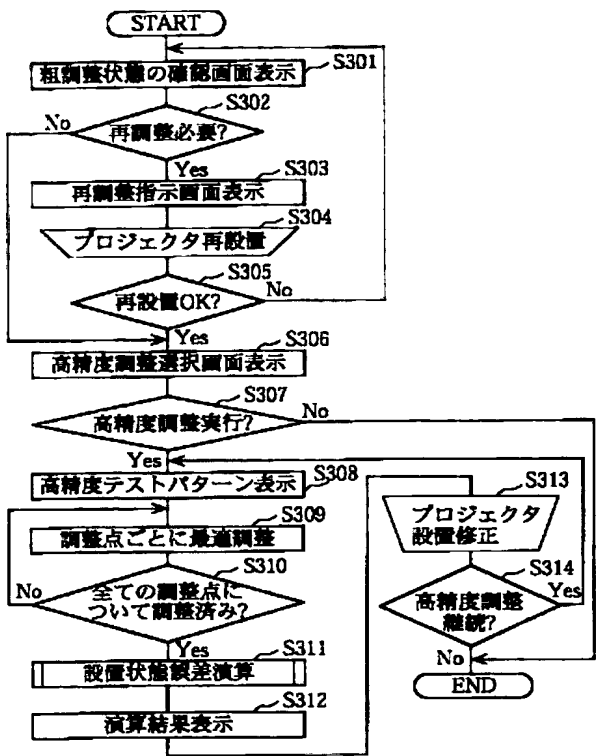 START
粗調整状態の確認画面表示
S301
S302
No
再調整必要?
Yes
S303
再調整指示画面表示
S304
プロジェクタ再設置
S305
再設置OK?
No
Yes
S306
高精度調整選択画面表示
S307
高精度調整実行?
No
Yes
高精度テストパターン表示
S308
S309
調整点ごとに最適調整
S310
No
全ての調整点に
ついて調整済み?
Yes
S311
設置状態誤差演算
S312
演算結果表示
S313
プロジェクタ
設置修正
S314
高精度調整
継続?
Yes
No
END